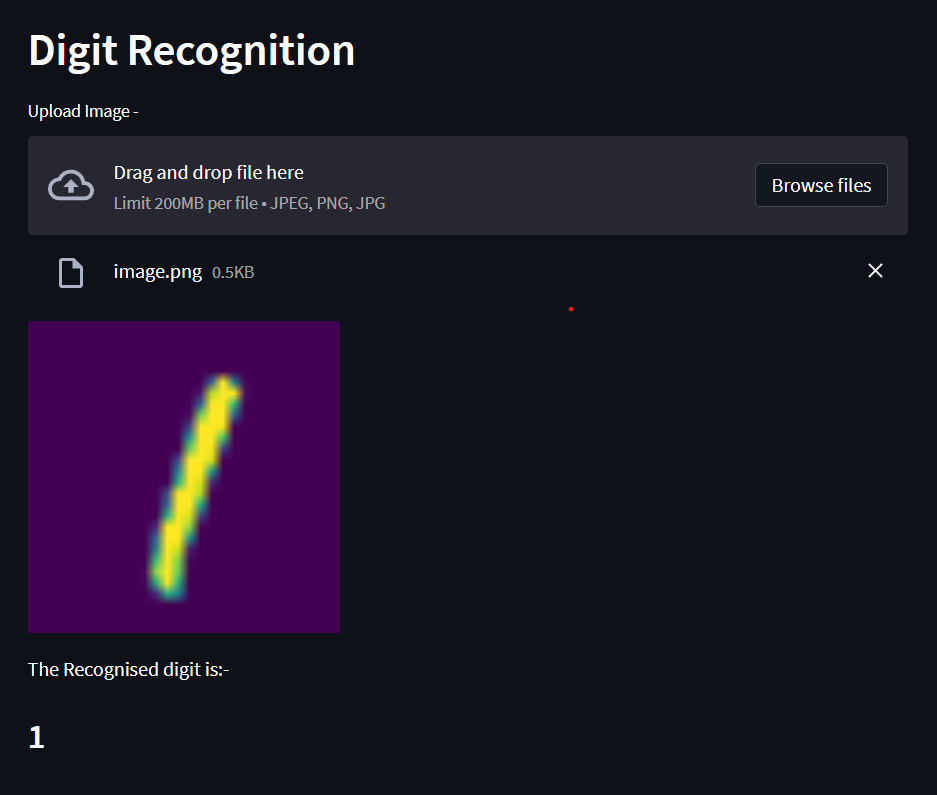 Digit Recognition
Upload Image -
Drag and drop file here
Limit 200MB per file • JPEG, PNG, JPG
Browse files
image.png 0.5KB
1
The Recognised digit is:-
1